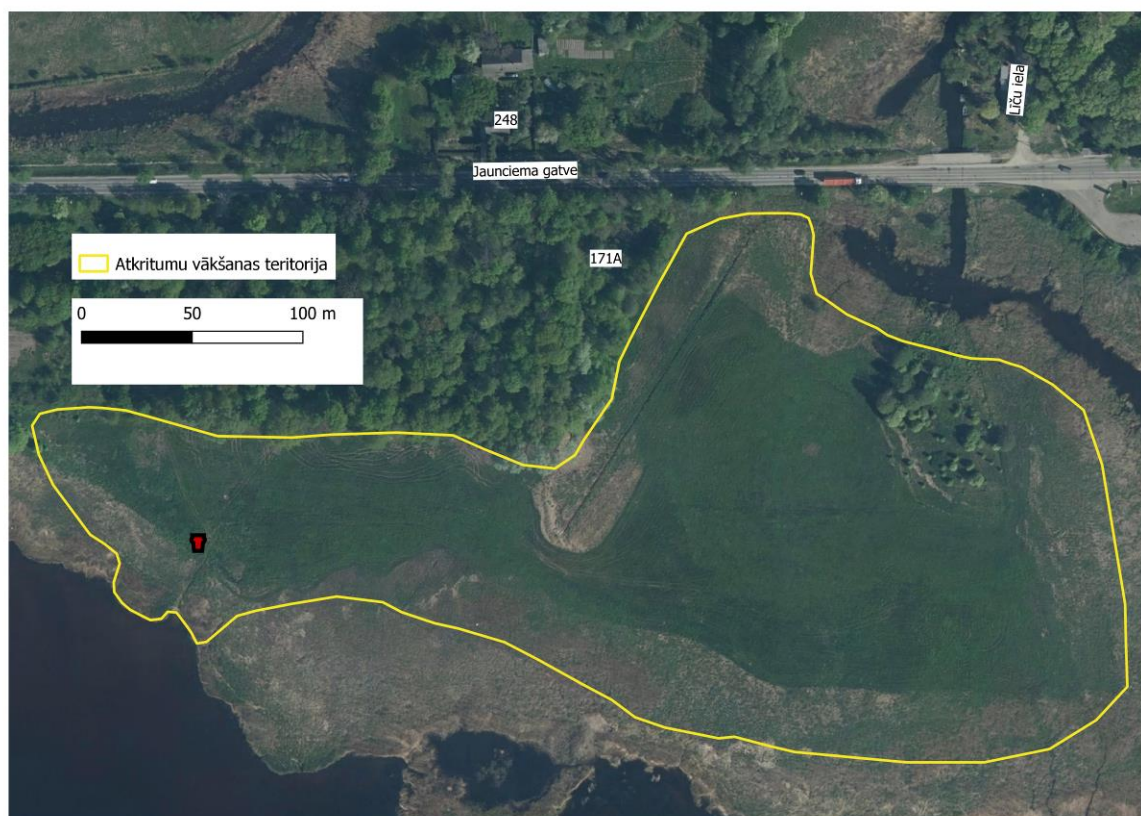 Līču iela
248
Jaunciema gatve
171A
Atkritumu vākšanas teritorija
0 50 100 m